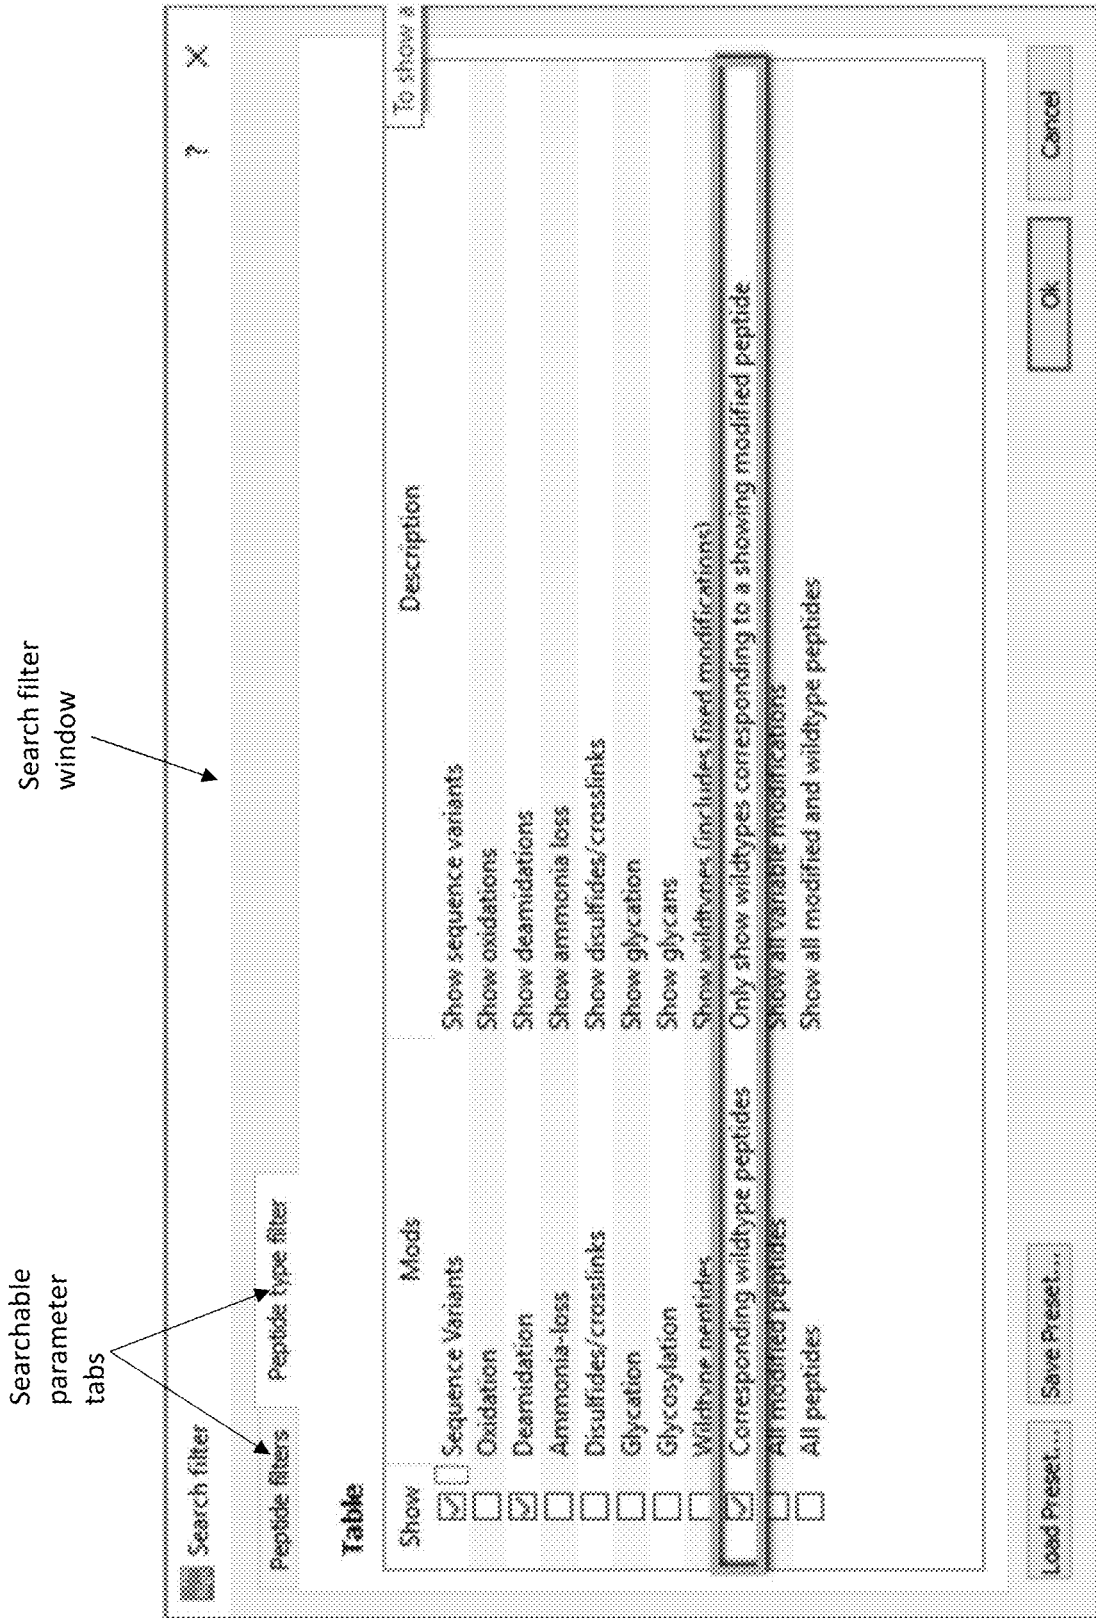 Search filter
window
Searchable
parameter
tabs
Search filter ? ×
Peptide filters Peptide type filter
Table
Show Mods Description To show a
Sequence Variants Show sequence variants
Oxidation Show oxidations
Deamidation Show deamidations
Ammonia-loss Show ammonia loss
Disulfides/crosslinks Show disulfides/crosslinks
Glycation Show glycation
Glycosylation Show glycans
Wildtype peptides Show wildtypes (includes fixed modifications)
Corresponding wildtype peptides Only show wildtypes corresponding to a showing modified peptide
All modified peptides Show all variable modifications
All peptides Show all modified and wildtype peptides
Load Preset... Save Preset... Ok Cancel